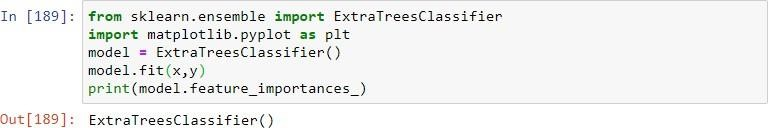 In [189]: from sklearn.ensemble import ExtraTreesClassifier
import matplotlib.pyplot as plt
model = ExtraTreesClassifier()
model.fit(x,y)
print(model.feature_importances_)
Out[189]: ExtraTreesClassifier()